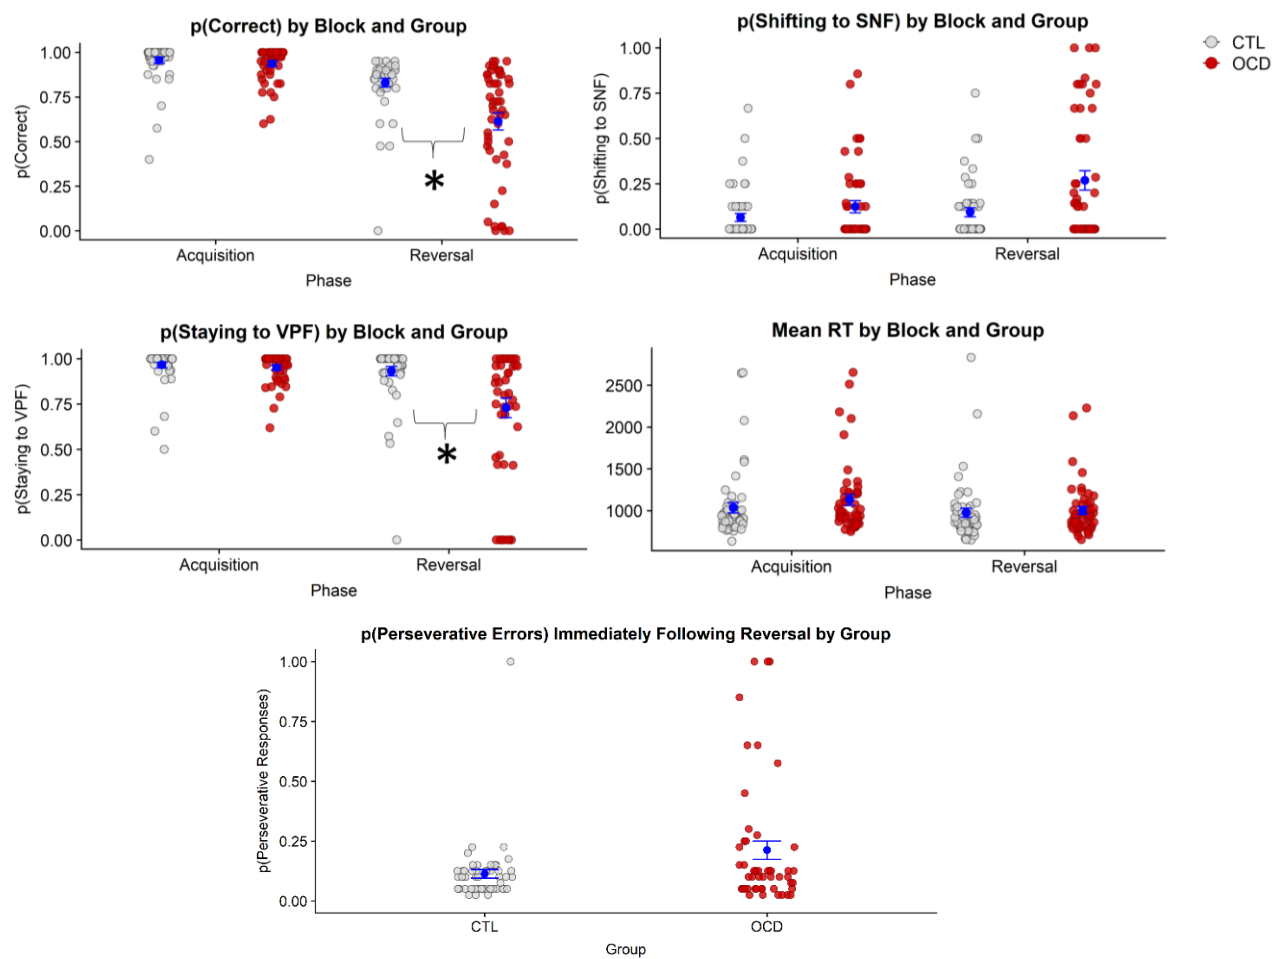 p(Correct) by Block and Group
1.00
0.75
0.50
0.25
0.00
p(Correct)
*
Acquisition
Reversal
Phase
p(Shifting to SNF) by Block and Group
1.00
0.75
0.50
0.25
0.00
p(Shifting to SNF)
Acquisition
Reversal
Phase
CTL
OCD
p(Staying to VPF) by Block and Group
1.00
0.75
0.50
0.25
0.00
p(Staying to VPF)
*
Acquisition
Reversal
Phase
Mean RT by Block and Group
2500
2000
1500
1000
Acquisition
Reversal
Phase
p(Perseverative Errors) Immediately Following Reversal by Group
1.00
0.75
0.50
0.25
0.00
p(Perseverative Responses)
CTL
OCD
Group